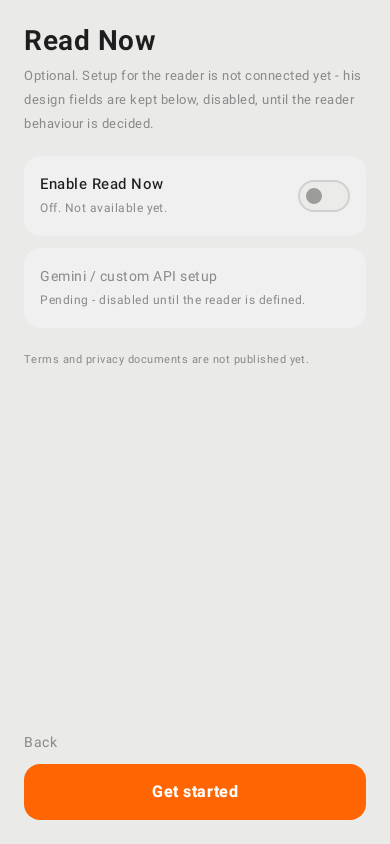 Read Now
Optional. Setup for the reader is not connected yet - his
design fields are kept below, disabled, until the reader
behaviour is decided.
Enable Read Now
Off. Not available yet.
Gemini / custom API setup
Pending - disabled until the reader is defined.
Terms and privacy documents are not published yet.
Back
Get started